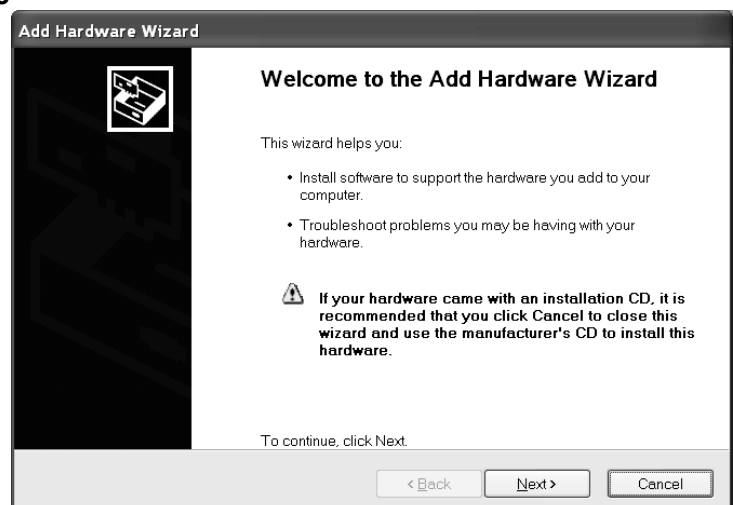 Add Hardware Wizard
Welcome to the Add Hardware Wizard
This wizard helps you:
• Install software to support the hardware you add to your
computer.
• Troubleshoot problems you may be having with your
hardware.
If your hardware came with an installation CD, it is
recommended that you click Cancel to close this
wizard and use the manufacturer's CD to install this
hardware.
To continue, click Next.
< Back Next > Cancel